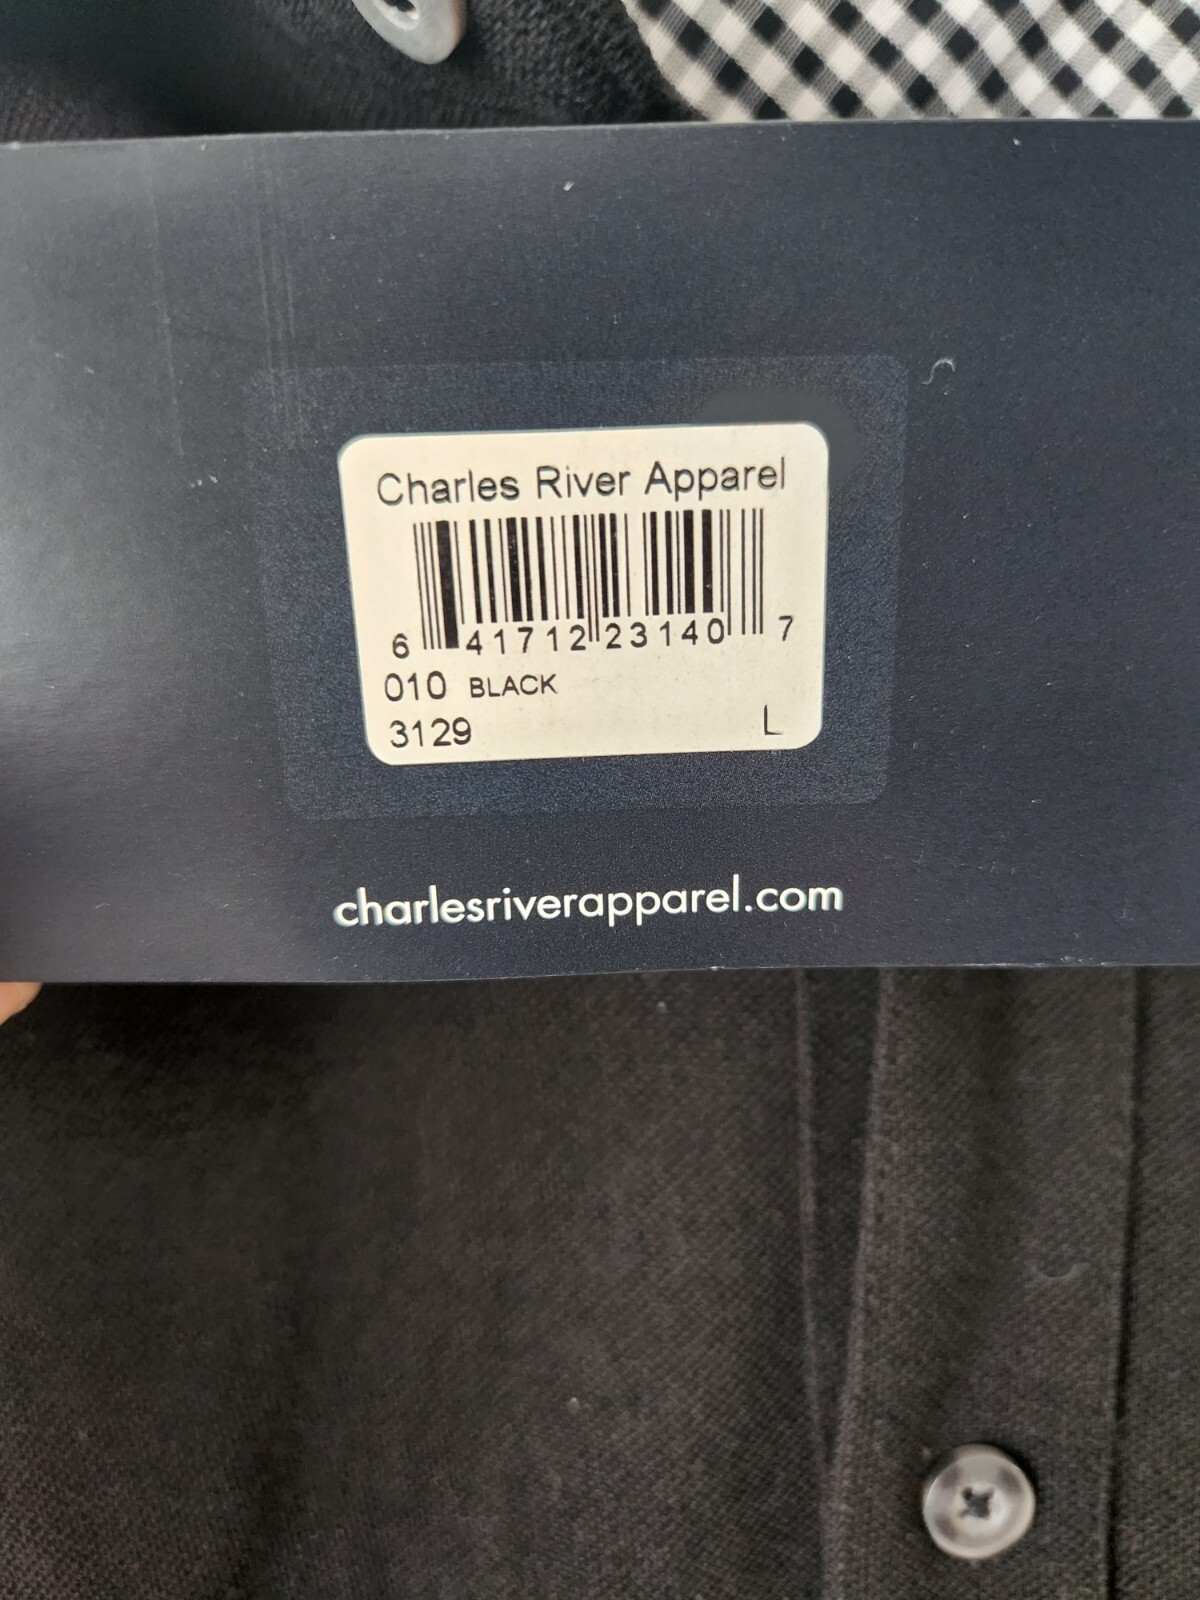 Charles River Apparel
6 41712 23140 7
010 BLACK
3129 L
charlesriverapparel.com